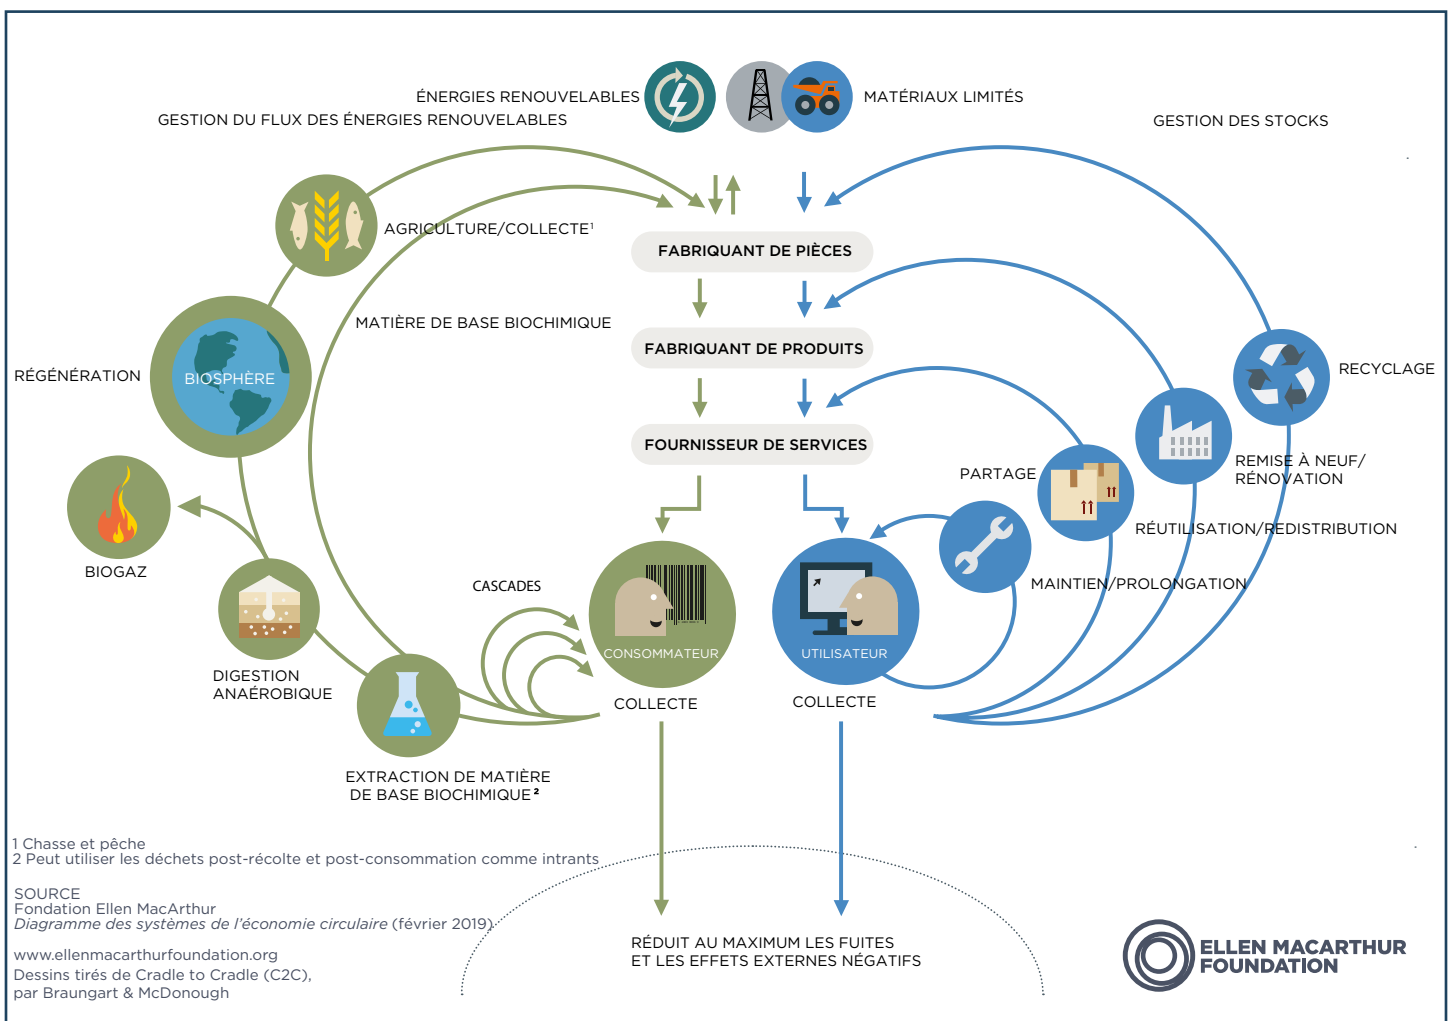 ÉNERGIES RENOUVELABLES
MATÉRIAUX LIMITÉS
GESTION DU FLUX DES ÉNERGIES RENOUVELABLES
GESTION DES STOCKS
AGRICULTURE/COLLECTE¹
FABRIQUANT DE PIÈCES
MATIÈRE DE BASE BIOCHIMIQUE
FABRIQUANT DE PRODUITS
RÉGÉNÉRATION
BIOSPHÈRE
RECYCLAGE
FOURNISSEUR DE SERVICES
PARTAGE
REMISE À NEUF/
RÉNOVATION
RÉUTILISATION/REDISTRIBUTION
BIOGAZ
CASCADES
MAINTIEN/PROLONGATION
CONSOMMATEUR
UTILISATEUR
DIGESTION
ANAÉROBIQUE
COLLECTE
COLLECTE
EXTRACTION DE MATIÈRE
DE BASE BIOCHIMIQUE ²
1 Chasse et pêche
2 Peut utiliser les déchets post-récolte et post-consommation comme intrants
SOURCE
Fondation Ellen MacArthur
Diagramme des systèmes de l'économie circulaire (février 2019)
www.ellenmacarthurfoundation.org
Dessins tirés de Cradle to Cradle (C2C),
par Braungart & McDonough
RÉDUIT AU MAXIMUM LES FUITES
ET LES EFFETS EXTERNES NÉGATIFS
ELLEN MACARTHUR
FOUNDATION